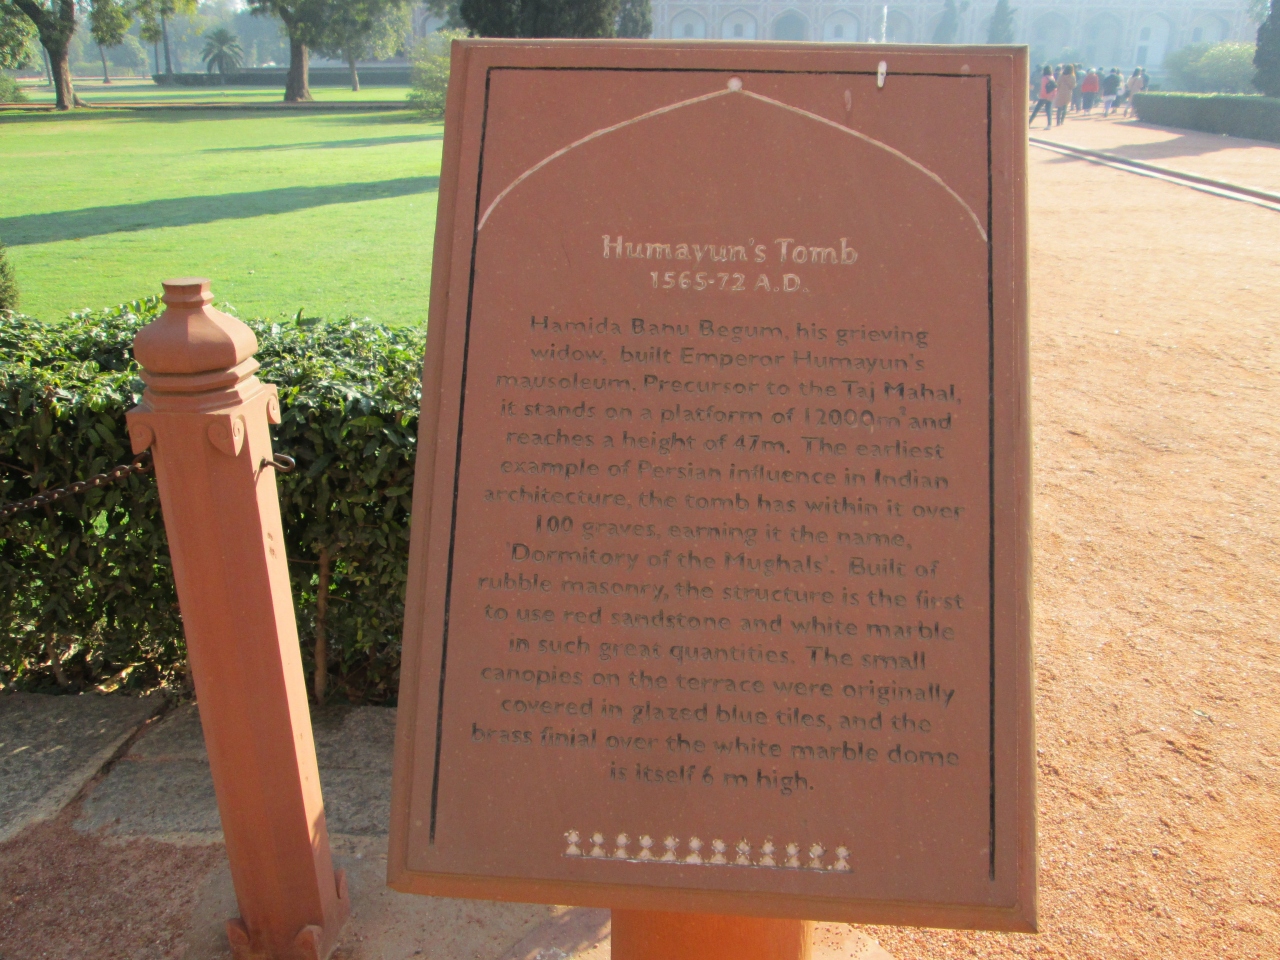 Humayun's Tomb
1565-72 A.D.
Hamida Banu Begum, his grieving
widow, built Emperor Humayun's
mausoleum. Precursor to the Taj Mahal,
it stands on a platform of 12000m² and
reaches a height of 47m. The earliest
example of Persian influence in Indian
architecture, the tomb has within it over
100 graves, earning it the name,
'Dormitory of the Mughals'. Built of
rubble masonry, the structure is the first
to use red sandstone and white marble
in such great quantities. The small
canopies on the terrace were originally
covered in glazed blue tiles, and the
brass finial over the white marble dome
is itself 6 m high.